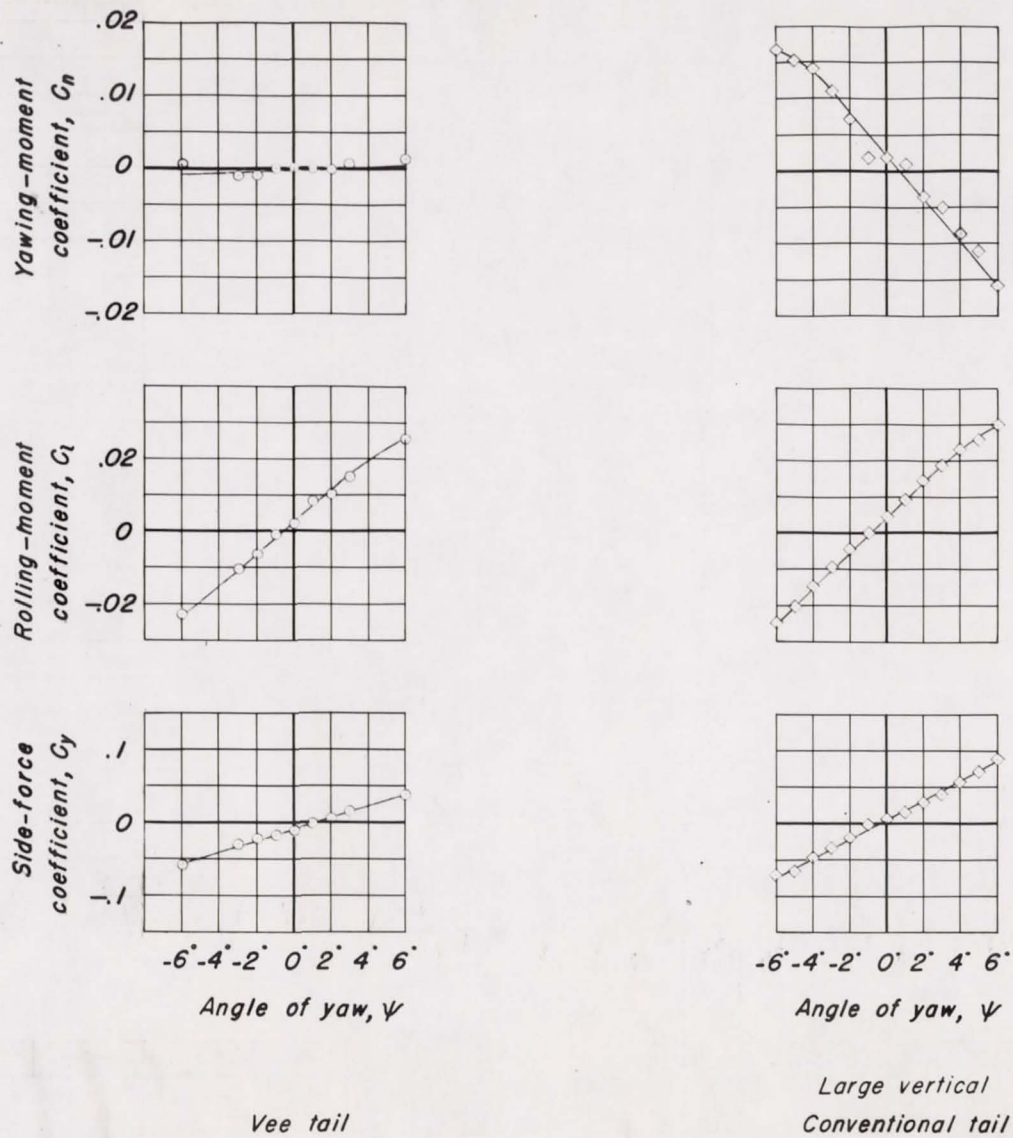 Yawing-moment
coefficient, Cn
.02
.01
0
-.01
-.02
Rolling-moment
coefficient, Cl
.02
0
-.02
Side-force
coefficient, Cy
.1
0
-.1
-6° -4° -2° 0° 2° 4° 6°
Angle of yaw, ψ
-6° -4° -2° 0° 2° 4° 6°
Angle of yaw, ψ
Vee tail
Large vertical
Conventional tail